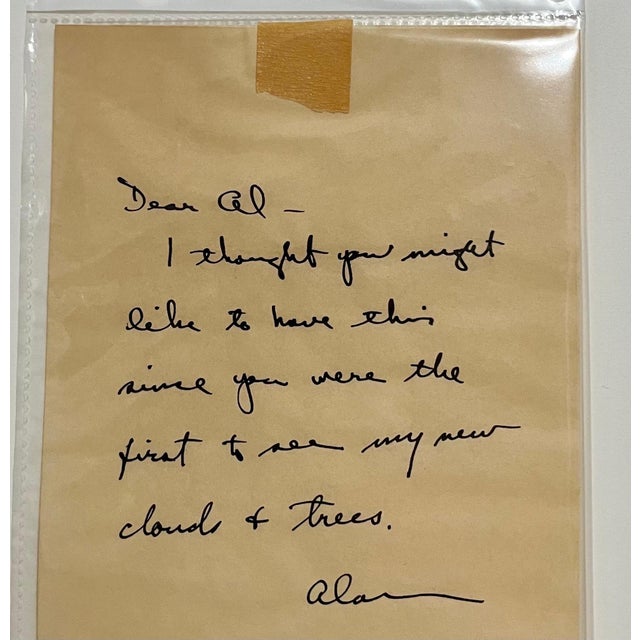 Dear Al –
I thought you might
like to have this
since you were the
first to see my new
clouds & trees.
Alan